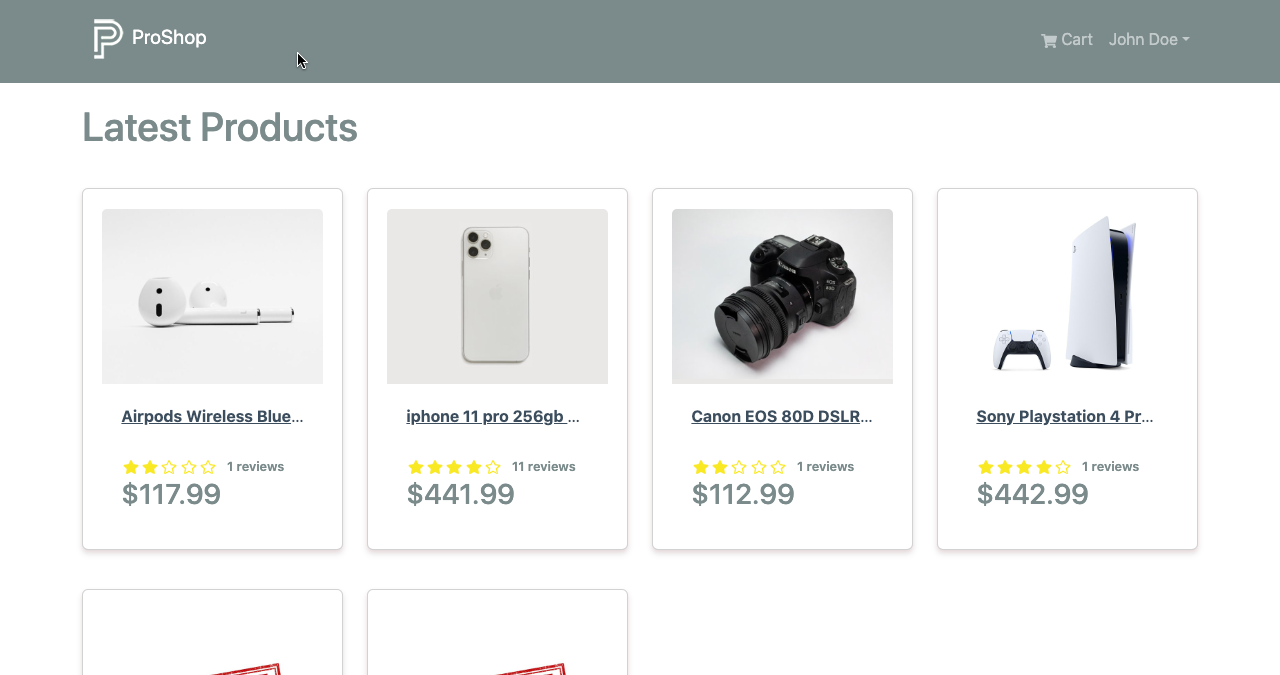 ProShop
Cart
John Doe
Latest Products
Airpods Wireless Blue...
iphone 11 pro 256gb ...
Canon EOS 80D DSLR...
Sony Playstation 4 Pr...
1 reviews
11 reviews
1 reviews
1 reviews
$117.99
$441.99
$112.99
$442.99